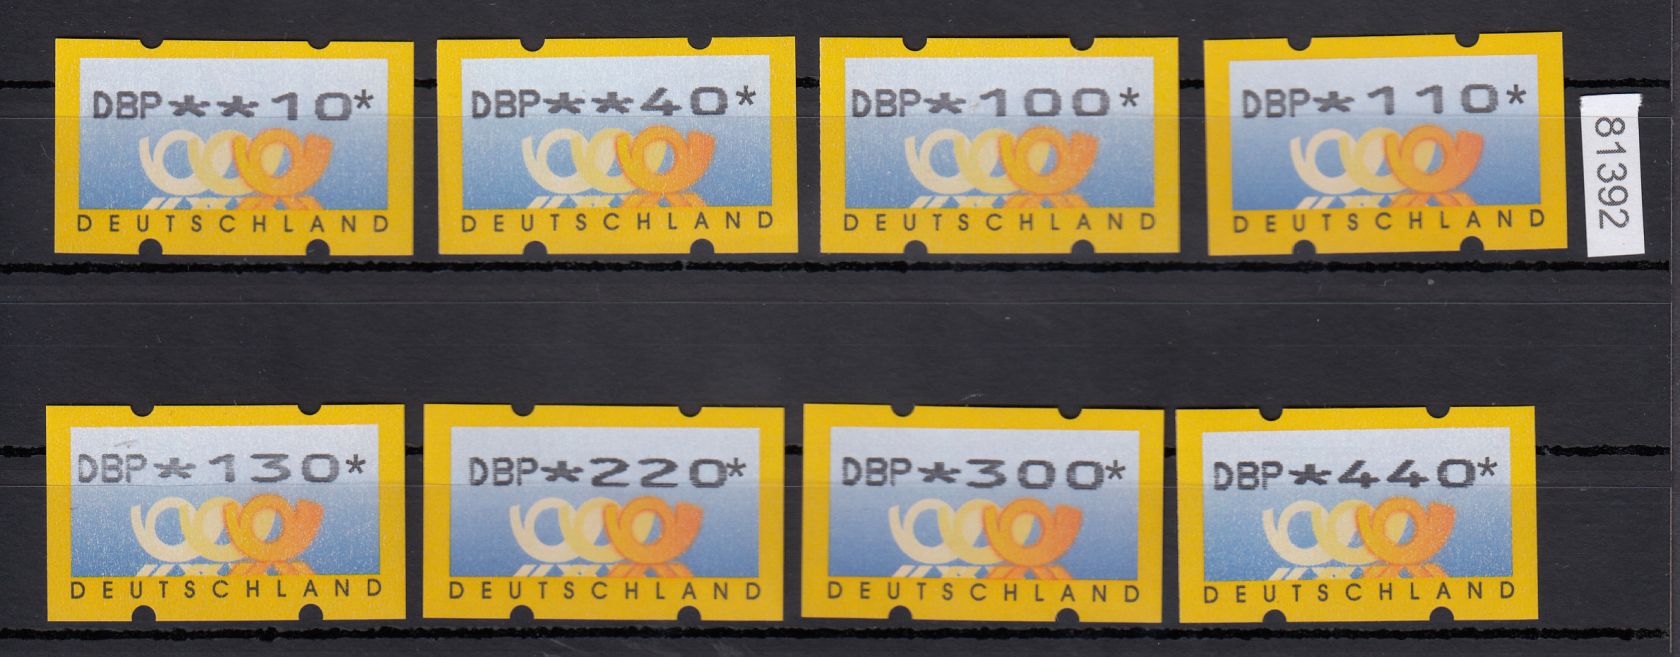 DBP**10*
DEUTSCHLAND
DBP**40*
DEUTSCHLAND
DBP*100*
DEUTSCHLAND
DBP*110*
DEUTSCHLAND
81392
DBP*130*
DEUTSCHLAND
DBP*220*
DEUTSCHLAND
DBP*300*
DEUTSCHLAND
DBP*440*
DEUTSCHLAND